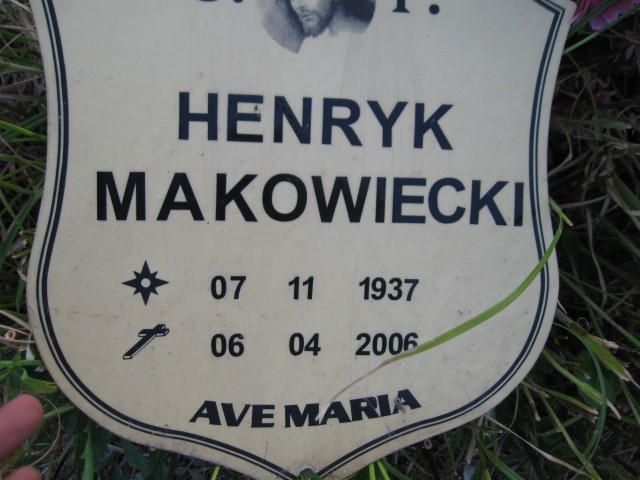 HENRYK
MAKOWIECKI
07 11 1937
06 04 2006
AVE MARIA